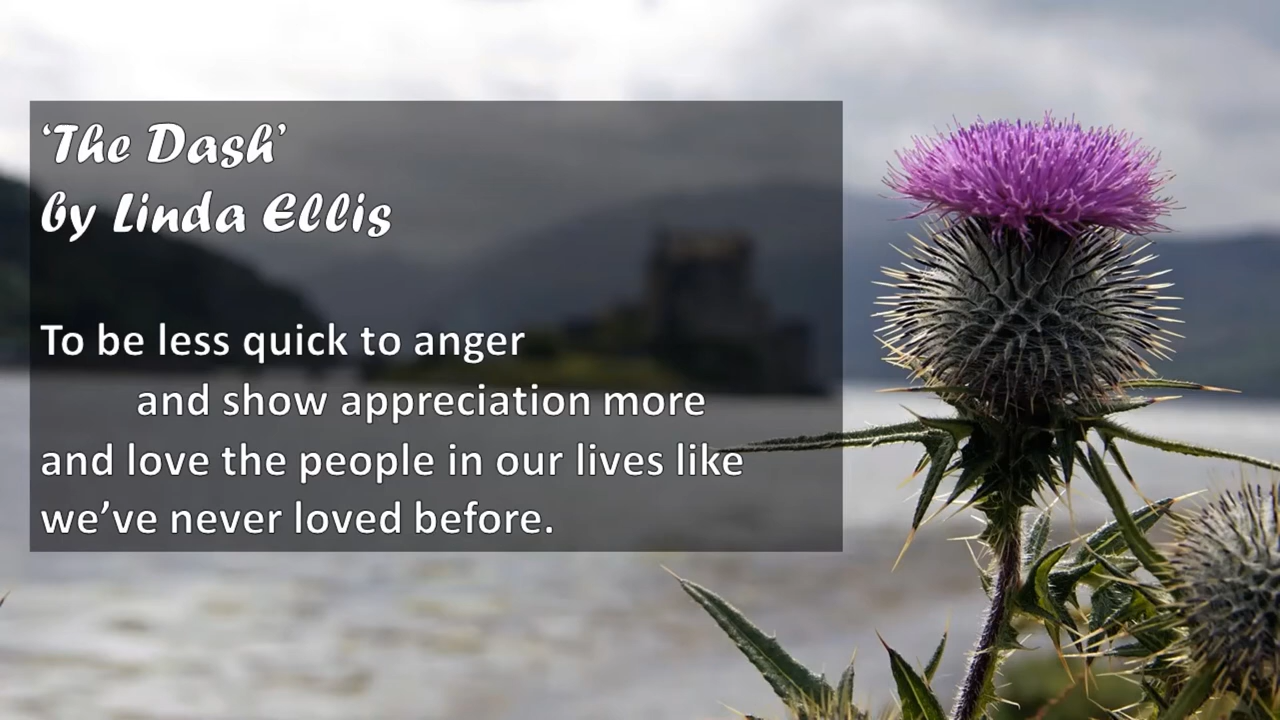 ‘The Dash’
by Linda Ellis
To be less quick to anger
and show appreciation more
and love the people in our lives like
we’ve never loved before.